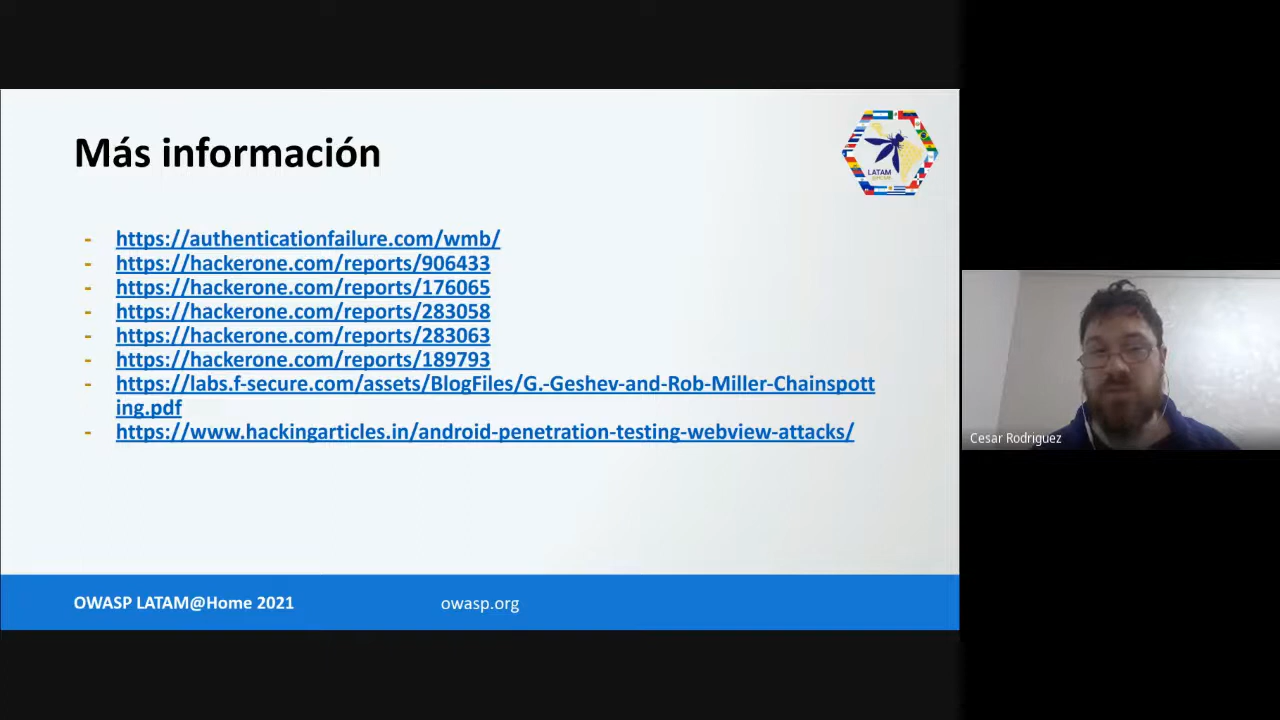 Más información
LATAM
- https://authenticationfailure.com/wmb/
- https://hackerone.com/reports/906433
- https://hackerone.com/reports/176065
- https://hackerone.com/reports/283058
- https://hackerone.com/reports/283063
- https://hackerone.com/reports/189793
- https://labs.f-secure.com/assets/BlogFiles/G.-Geshev-and-Rob-Miller-Chainspott
ing.pdf
- https://www.hackingarticles.in/android-penetration-testing-webview-attacks/
Cesar Rodriguez
OWASP LATAM@Home 2021
owasp.org